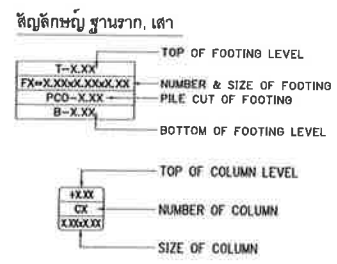 สัญลักษณ์ ฐานราก, เสา
TOP OF FOOTING LEVEL
T-X.XX
FX=X.XXxX.XXxX.XX NUMBER & SIZE OF FOOTING
PCO-X.XX PILE CUT OF FOOTING
B-X.XX
BOTTOM OF FOOTING LEVEL
TOP OF COLUMN LEVEL
+X.XX
CX NUMBER OF COLUMN
X.XXxX.XX
SIZE OF COLUMN